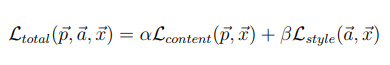 ℒ_total(p⃗, a⃗, x⃗) = αℒ_content(p⃗, x⃗) + βℒ_style(a⃗, x⃗)